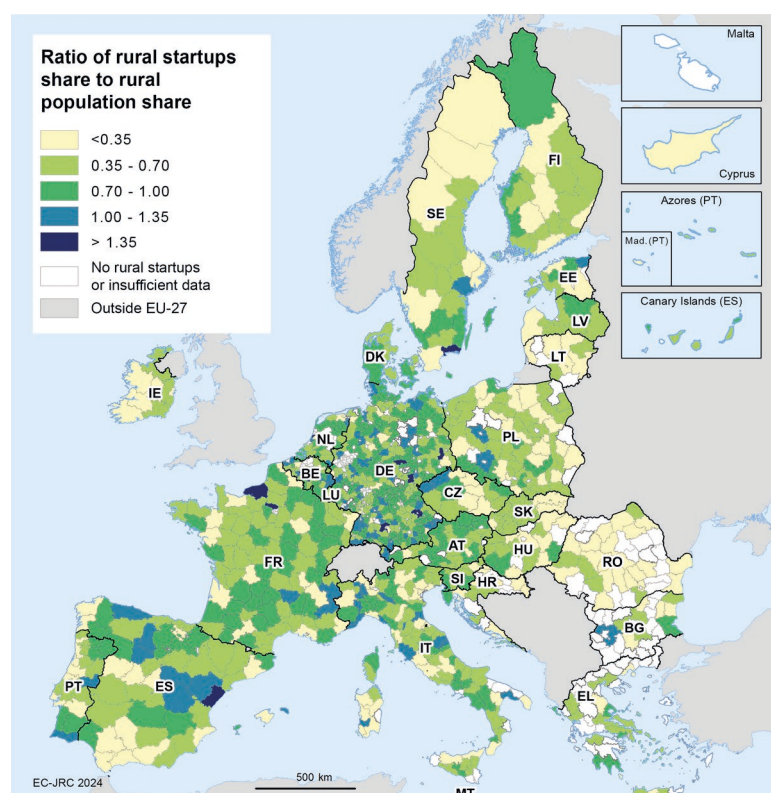 Ratio of rural startups
share to rural
population share
<0.35
0.35 - 0.70
0.70 - 1.00
1.00 - 1.35
> 1.35
No rural startups
or insufficient data
Outside EU-27
Malta
Cyprus
Azores (PT)
Mad. (PT)
Canary Islands (ES)
FI
SE
EE
LV
LT
DK
IE
NL
PL
BE
DE
LU
CZ
SK
FR
AT
HU
RO
SI
HR
BG
IT
PT
ES
EL
EC-JRC 2024
500 km
MT